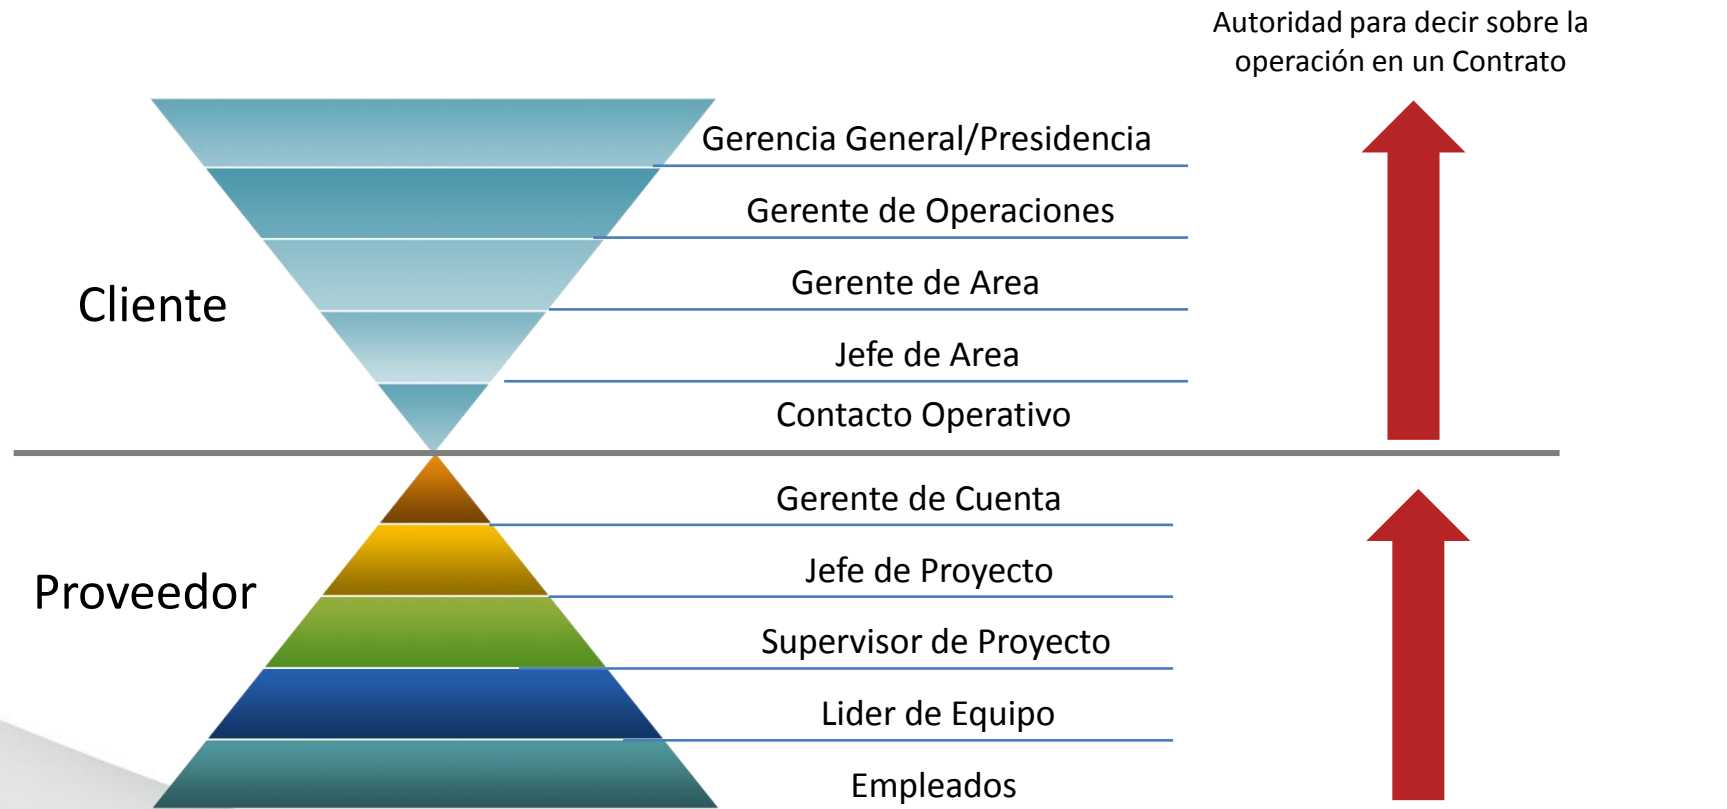 Autoridad para decir sobre la
operación en un Contrato
Gerencia General/Presidencia
Gerente de Operaciones
Gerente de Area
Cliente
Jefe de Area
Contacto Operativo
Gerente de Cuenta
Jefe de Proyecto
Proveedor
Supervisor de Proyecto
Lider de Equipo
Empleados